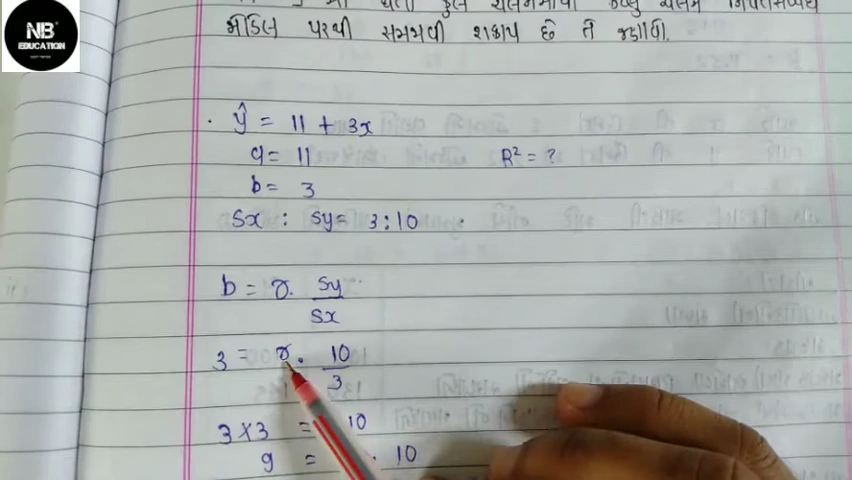 NB
EDUCATION
મોડેલ પરથી સમજાવી શકાય છે તે જણાવો.
. ŷ = 11 + 3x
a = 11 R² = ?
b = 3
Sx : Sy = 3 : 10
b = r. Sy
Sx
3 = r. 10
3
3 x 3 = 10
9 = . 10